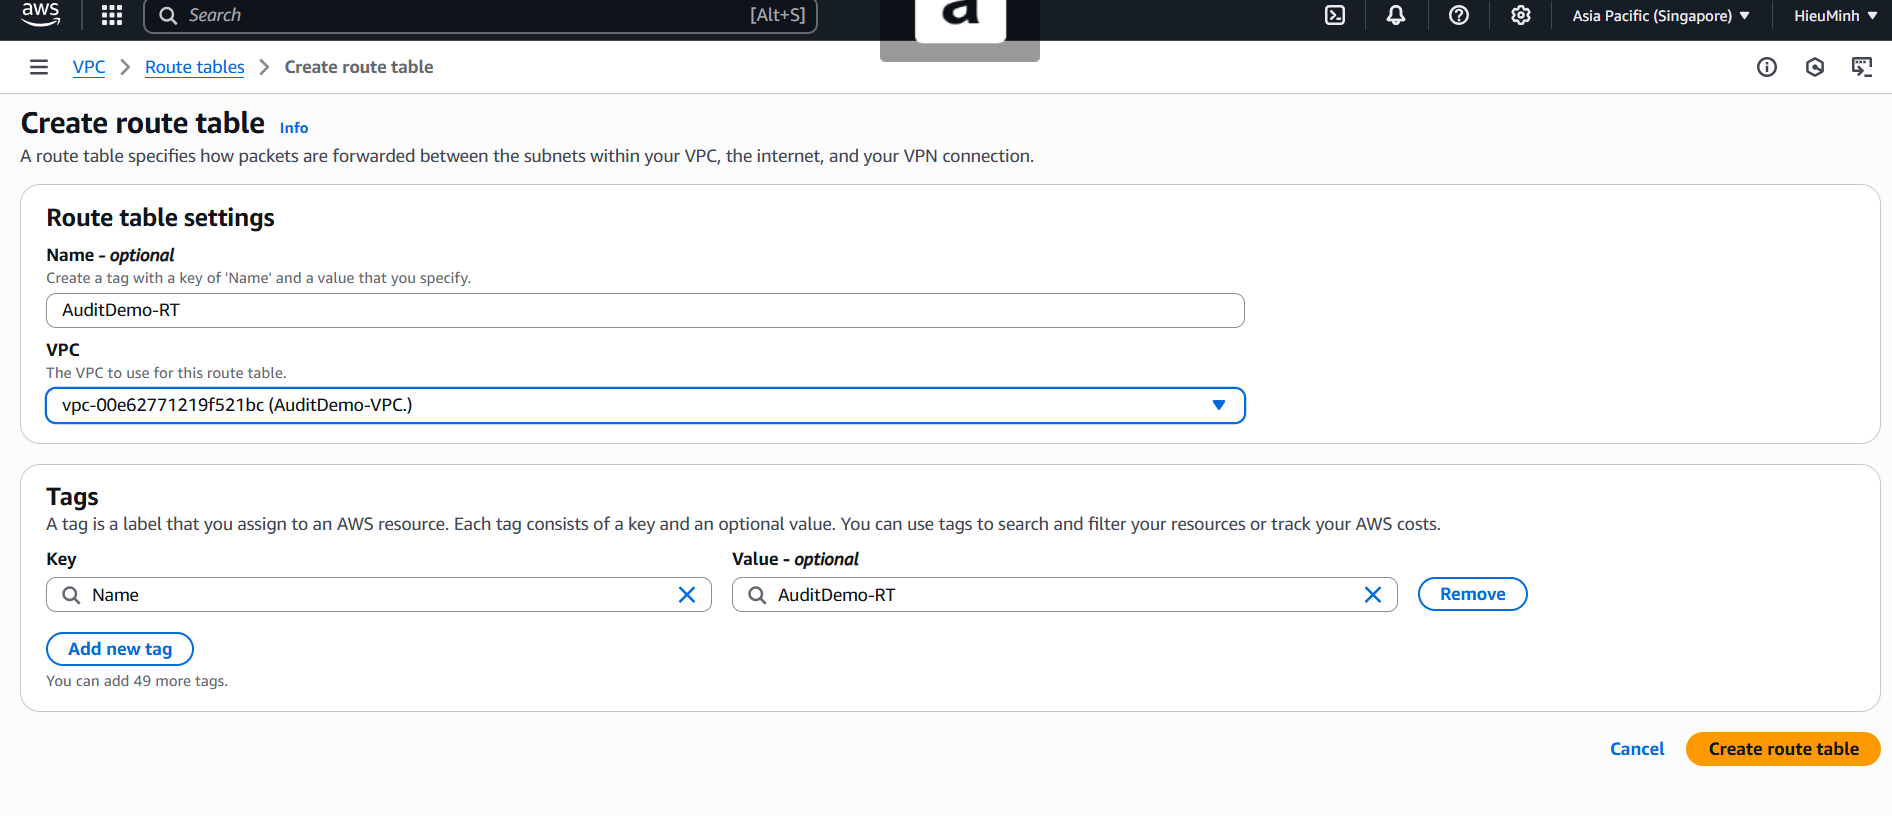 aws
Search [Alt+S]
a
Asia Pacific (Singapore) HieuMinh
VPC Route tables Create route table
Create route table Info
A route table specifies how packets are forwarded between the subnets within your VPC, the internet, and your VPN connection.
Route table settings
Name - optional
Create a tag with a key of 'Name' and a value that you specify.
AuditDemo-RT
VPC
The VPC to use for this route table.
vpc-00e62771219f521bc (AuditDemo-VPC.)
Tags
A tag is a label that you assign to an AWS resource. Each tag consists of a key and an optional value. You can use tags to search and filter your resources or track your AWS costs.
Key Value - optional
Name AuditDemo-RT Remove
Add new tag
You can add 49 more tags.
Cancel Create route table